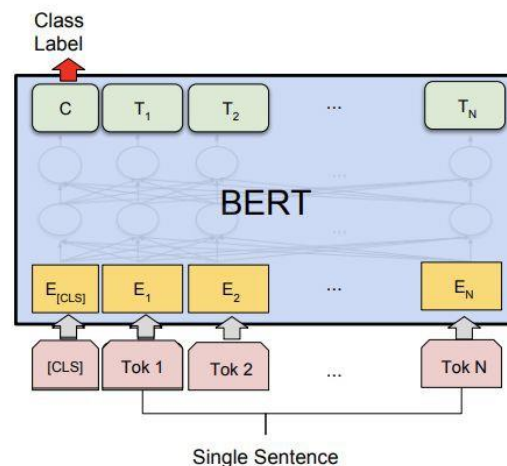 Class
Label
C T1 T2 ... TN
...
BERT
...
E[CLS] E1 E2 ... EN
[CLS] Tok 1 Tok 2 ... Tok N
Single Sentence